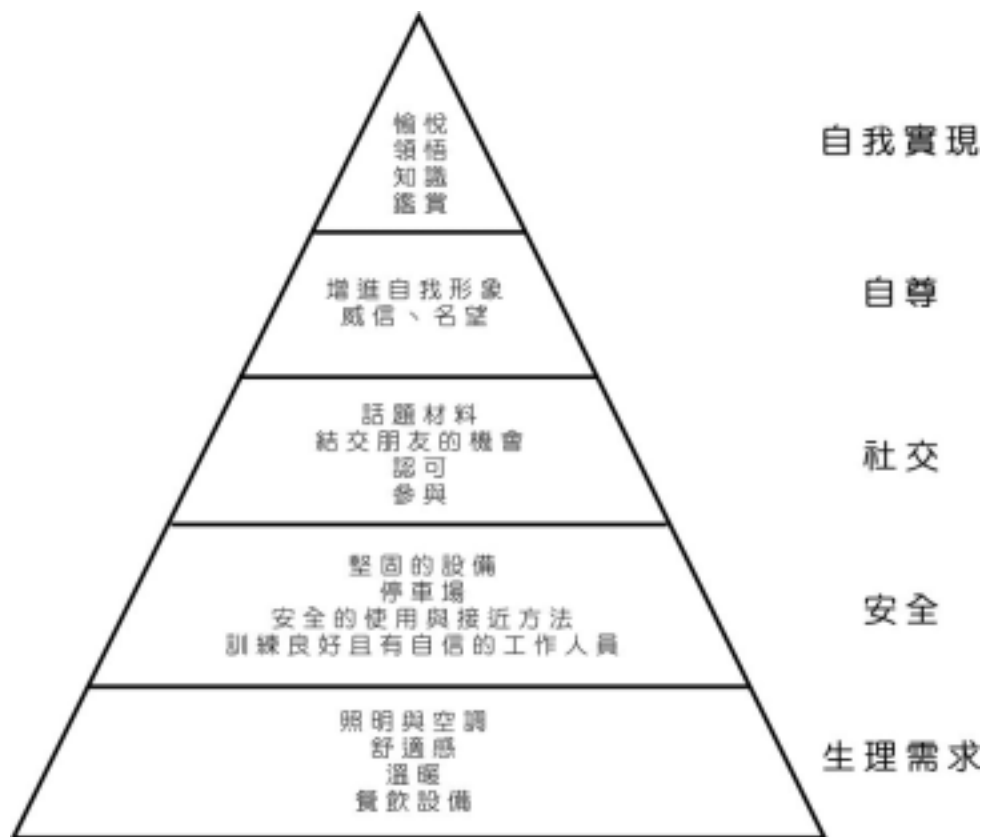 愉悅
領悟
知識
鑑賞
自我實現
增進自我形象
威信、名望
自尊
話題材料
結交朋友的機會
認可
參與
社交
堅固的設備
停車場
安全的使用與接近方法
訓練良好且有自信的工作人員
安全
照明與空調
舒適感
溫暖
餐飲設備
生理需求